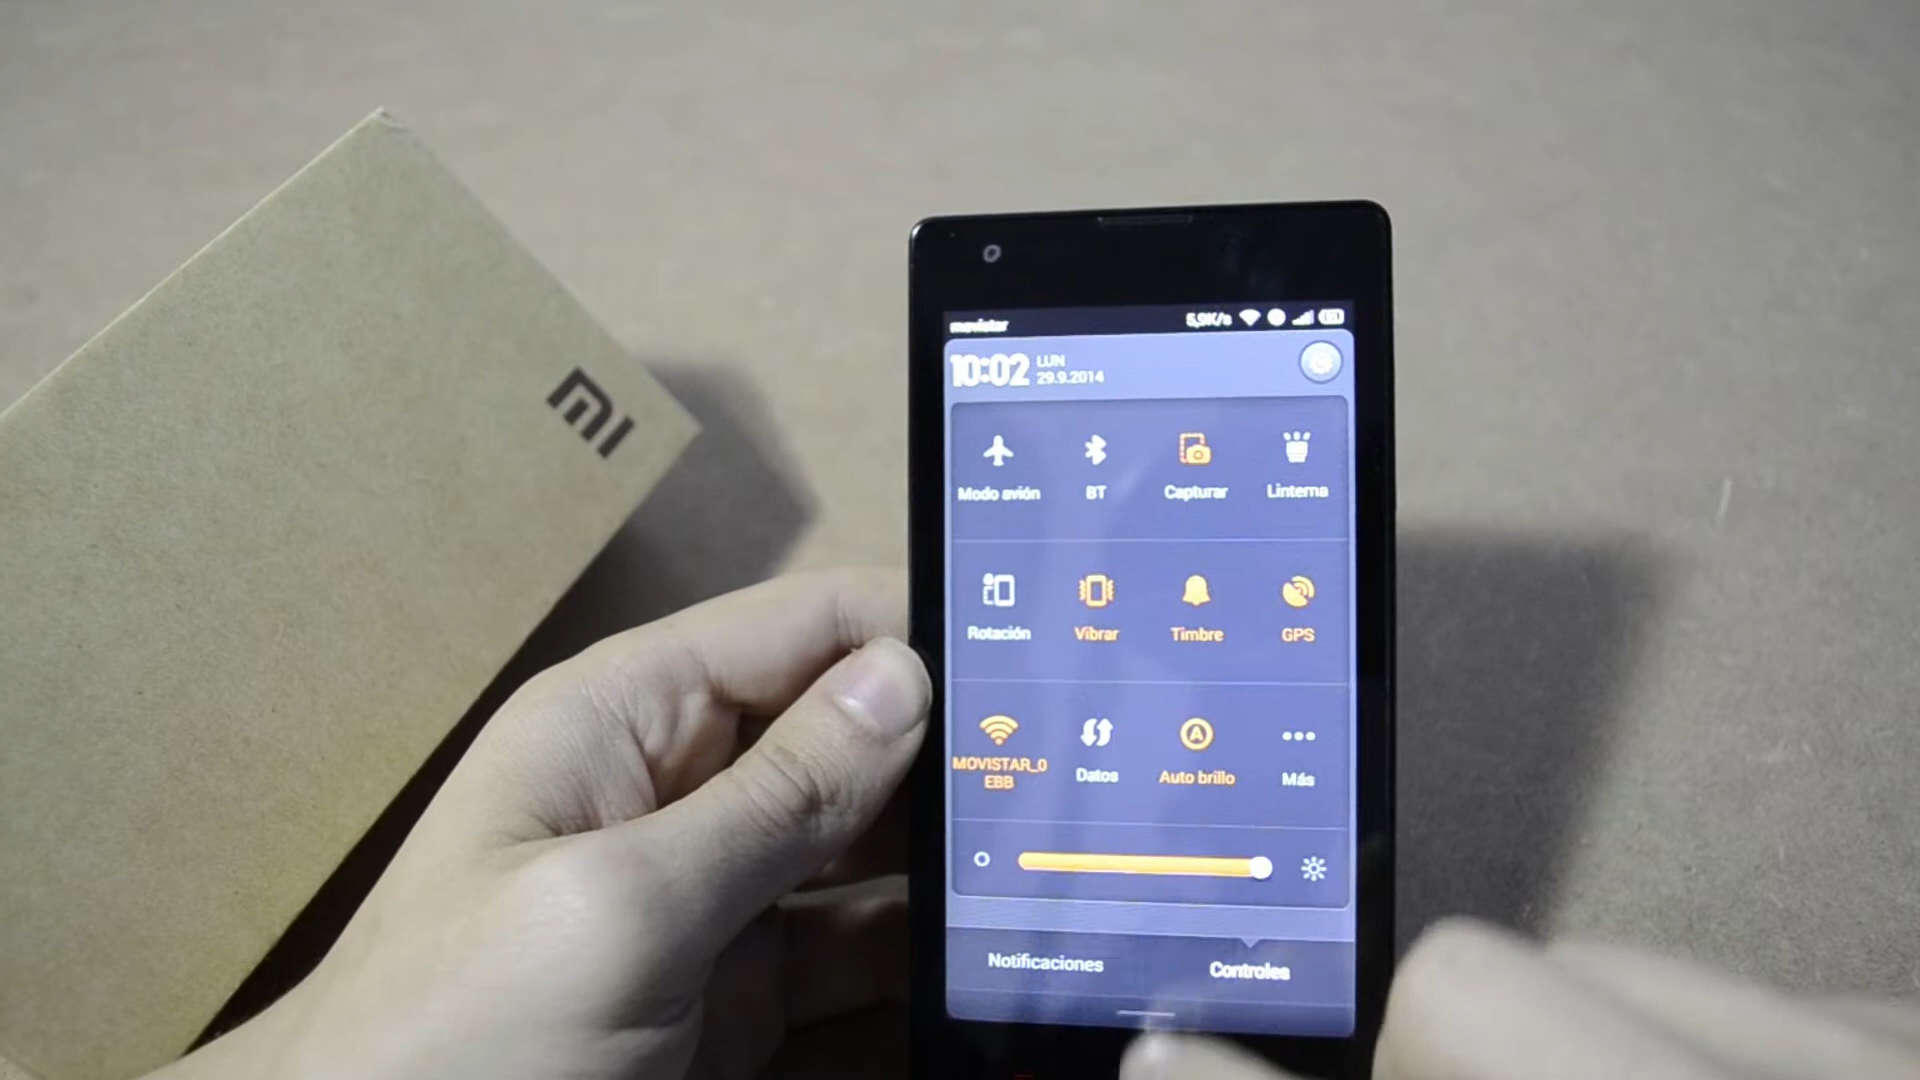 MI
movistar
5,9K/s
10:02
LUN
29.9.2014
Modo avión
BT
Capturar
Linterna
Rotación
Vibrar
Timbre
GPS
MOVISTAR_0
EBB
Datos
Auto brillo
Más
Notificaciones
Controles